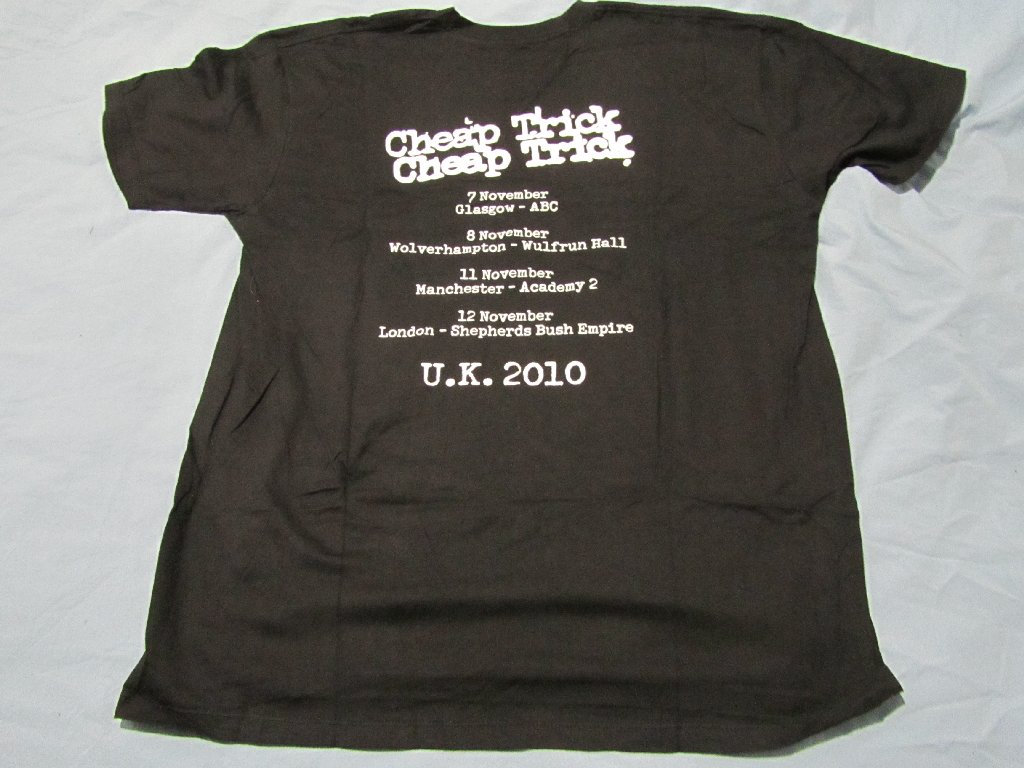 Cheap Trick
Cheap Trick
7 November
Glasgow - ABC
8 November
Wolverhampton - Wulfrun Hall
11 November
Manchester - Academy 2
12 November
London - Shepherds Bush Empire
U.K. 2010